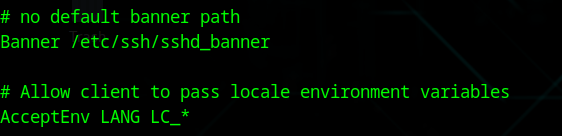 # no default banner path
Banner /etc/ssh/sshd_banner
# Allow client to pass locale environment variables
AcceptEnv LANG LC_*